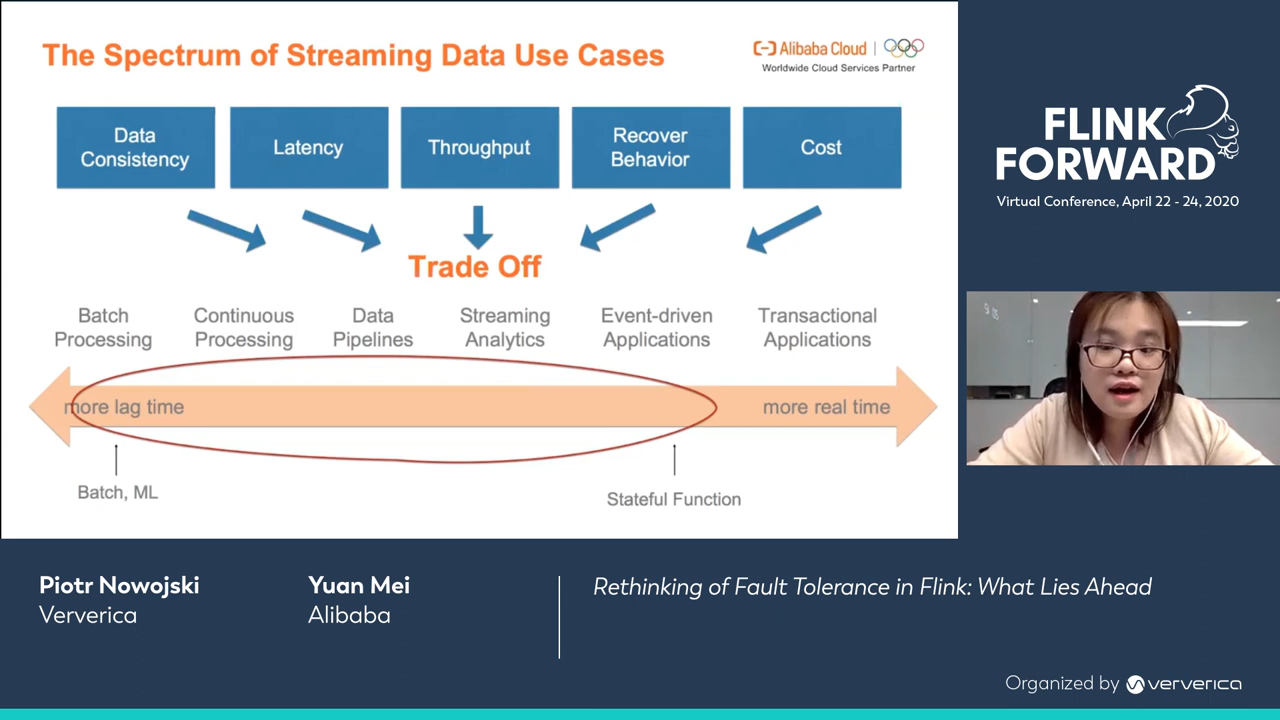 The Spectrum of Streaming Data Use Cases
Alibaba Cloud
Worldwide Cloud Services Partner
Data
Consistency
Latency
Throughput
Recover
Behavior
Cost
Trade Off
Batch
Processing
Continuous
Processing
Data
Pipelines
Streaming
Analytics
Event-driven
Applications
Transactional
Applications
more lag time
more real time
Batch, ML
Stateful Function
FLINK
FORWARD
Virtual Conference, April 22 - 24, 2020
Piotr Nowojski
Ververica
Yuan Mei
Alibaba
Rethinking of Fault Tolerance in Flink: What Lies Ahead
Organized by ververica